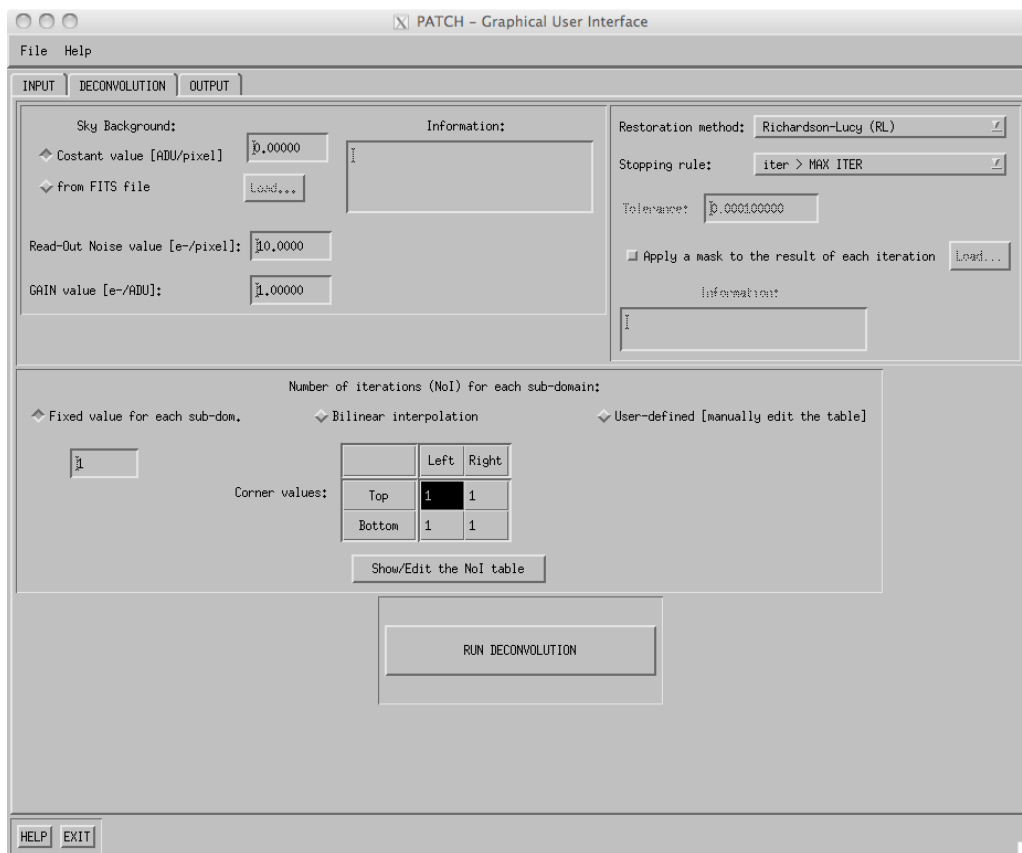 PATCH - Graphical User Interface
File Help
INPUT DECONVOLUTION OUTPUT
Sky Background:
Costant value [ADU/pixel] 0.00000
from FITS file Load...
Information:
Read-Out Noise value [e-/pixel]: 10.0000
GAIN value [e-/ADU]: 1.00000
Restoration method: Richardson-Lucy (RL)
Stopping rule: iter > MAX ITER
Tolerance: 0.000100000
Apply a mask to the result of each iteration Load...
Information:
Number of iterations (NoI) for each sub-domain:
Fixed value for each sub-dom. Bilinear interpolation User-defined [manually edit the table]
1
Left Right
Corner values:
Top 1 1
Bottom 1 1
Show/Edit the NoI table
RUN DECONVOLUTION
HELP EXIT